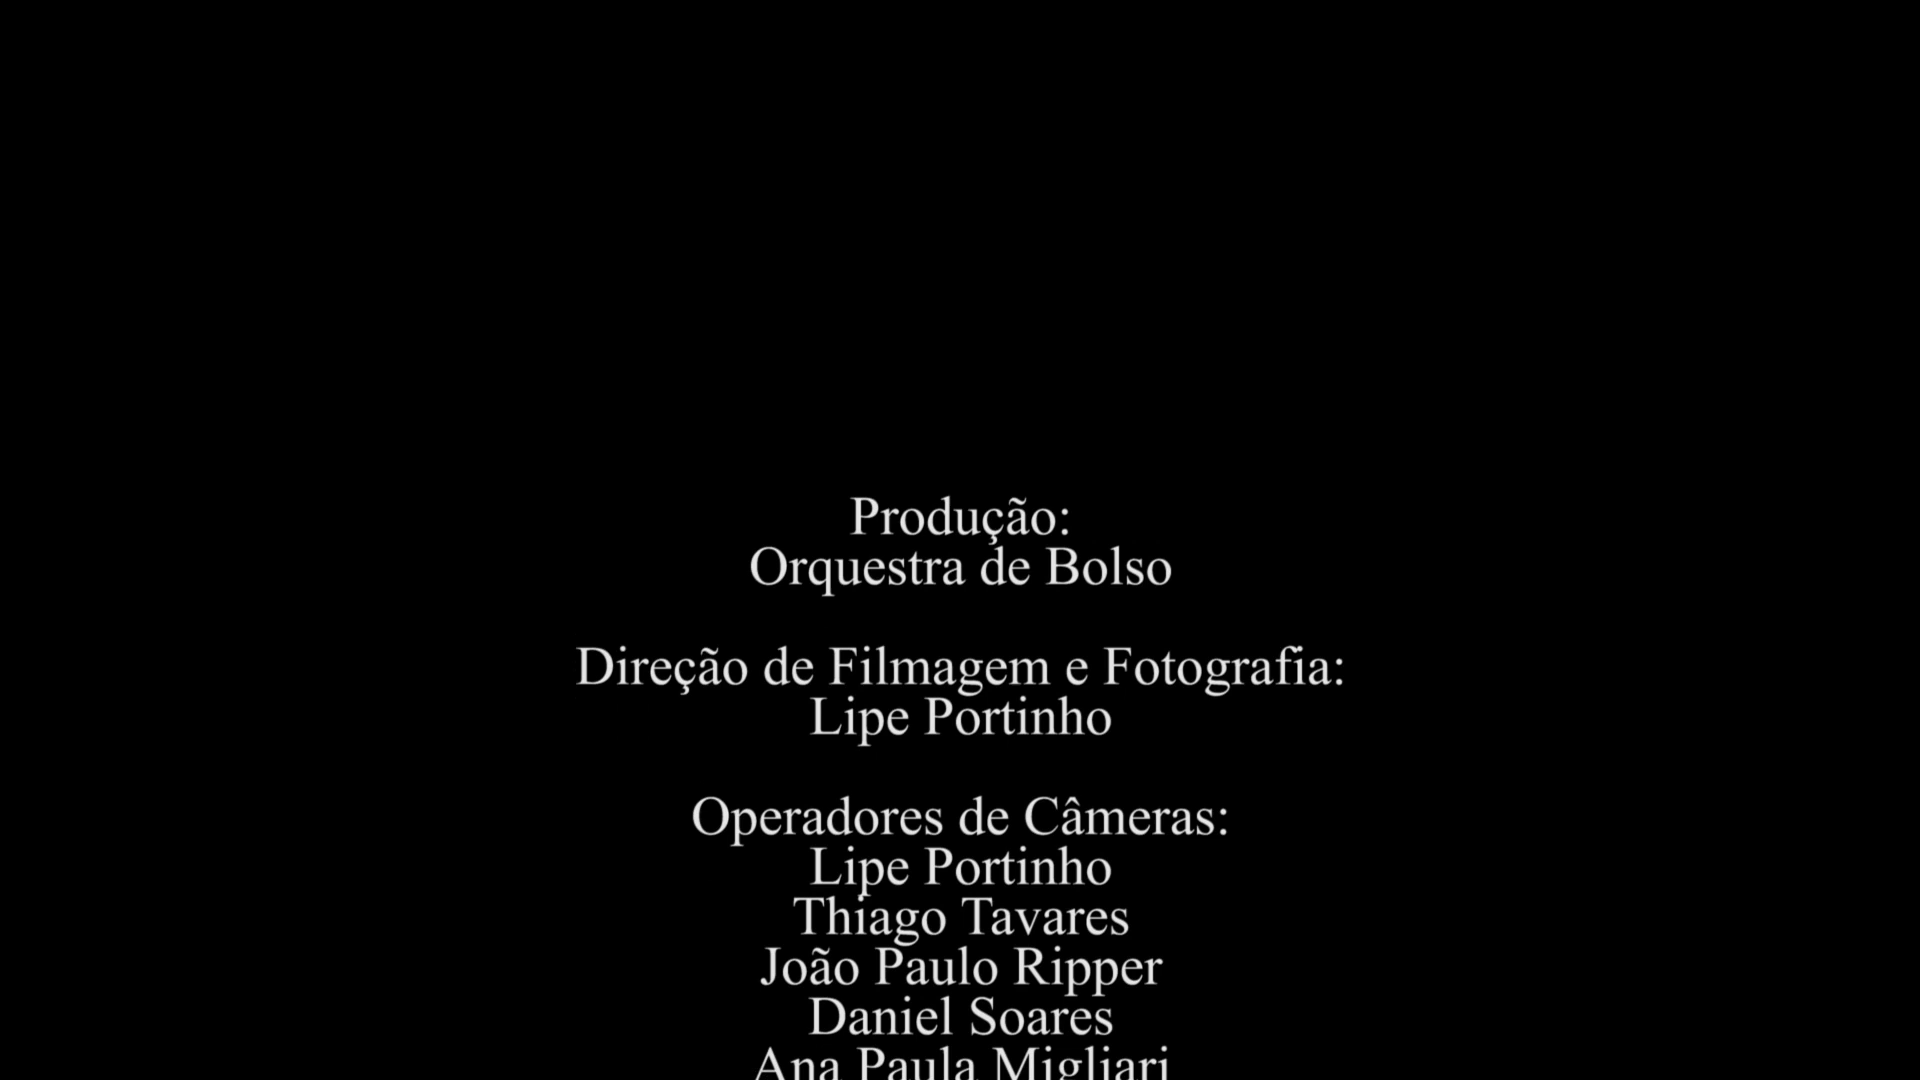 Produção:
Orquestra de Bolso
Direção de Filmagem e Fotografia:
Lipe Portinho
Operadores de Câmeras:
Lipe Portinho
Thiago Tavares
João Paulo Ripper
Daniel Soares
Ana Paula Migliari